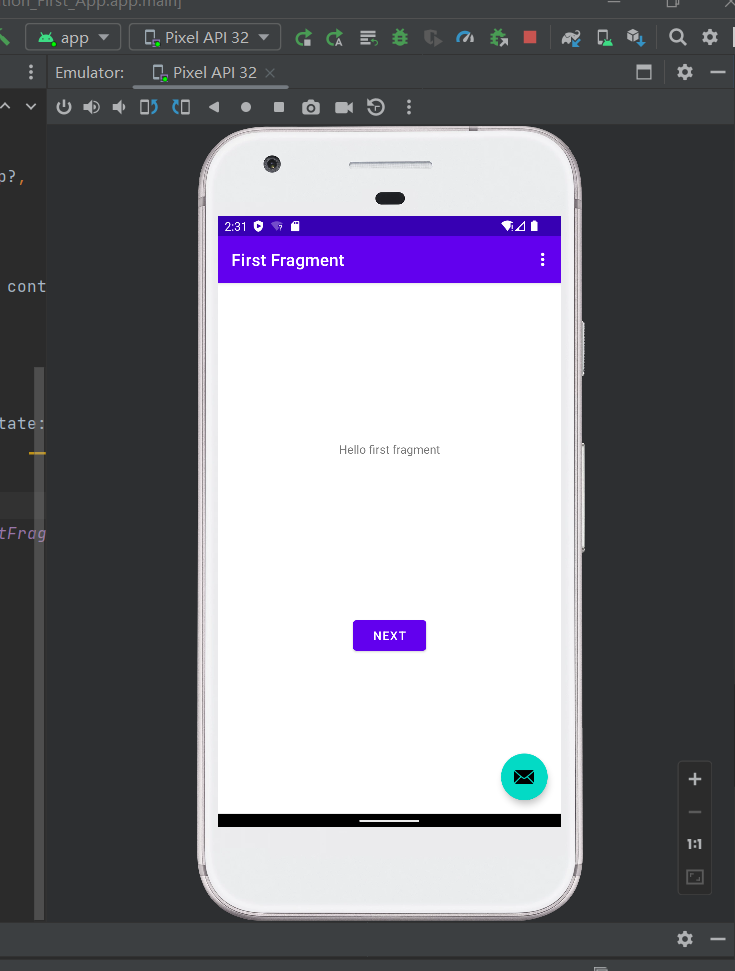 tion_First_App.app.main]
app
Pixel API 32
Emulator:
Pixel API 32
p?,
cont
tate:
tFrag
2:31
First Fragment
Hello first fragment
NEXT
1:1